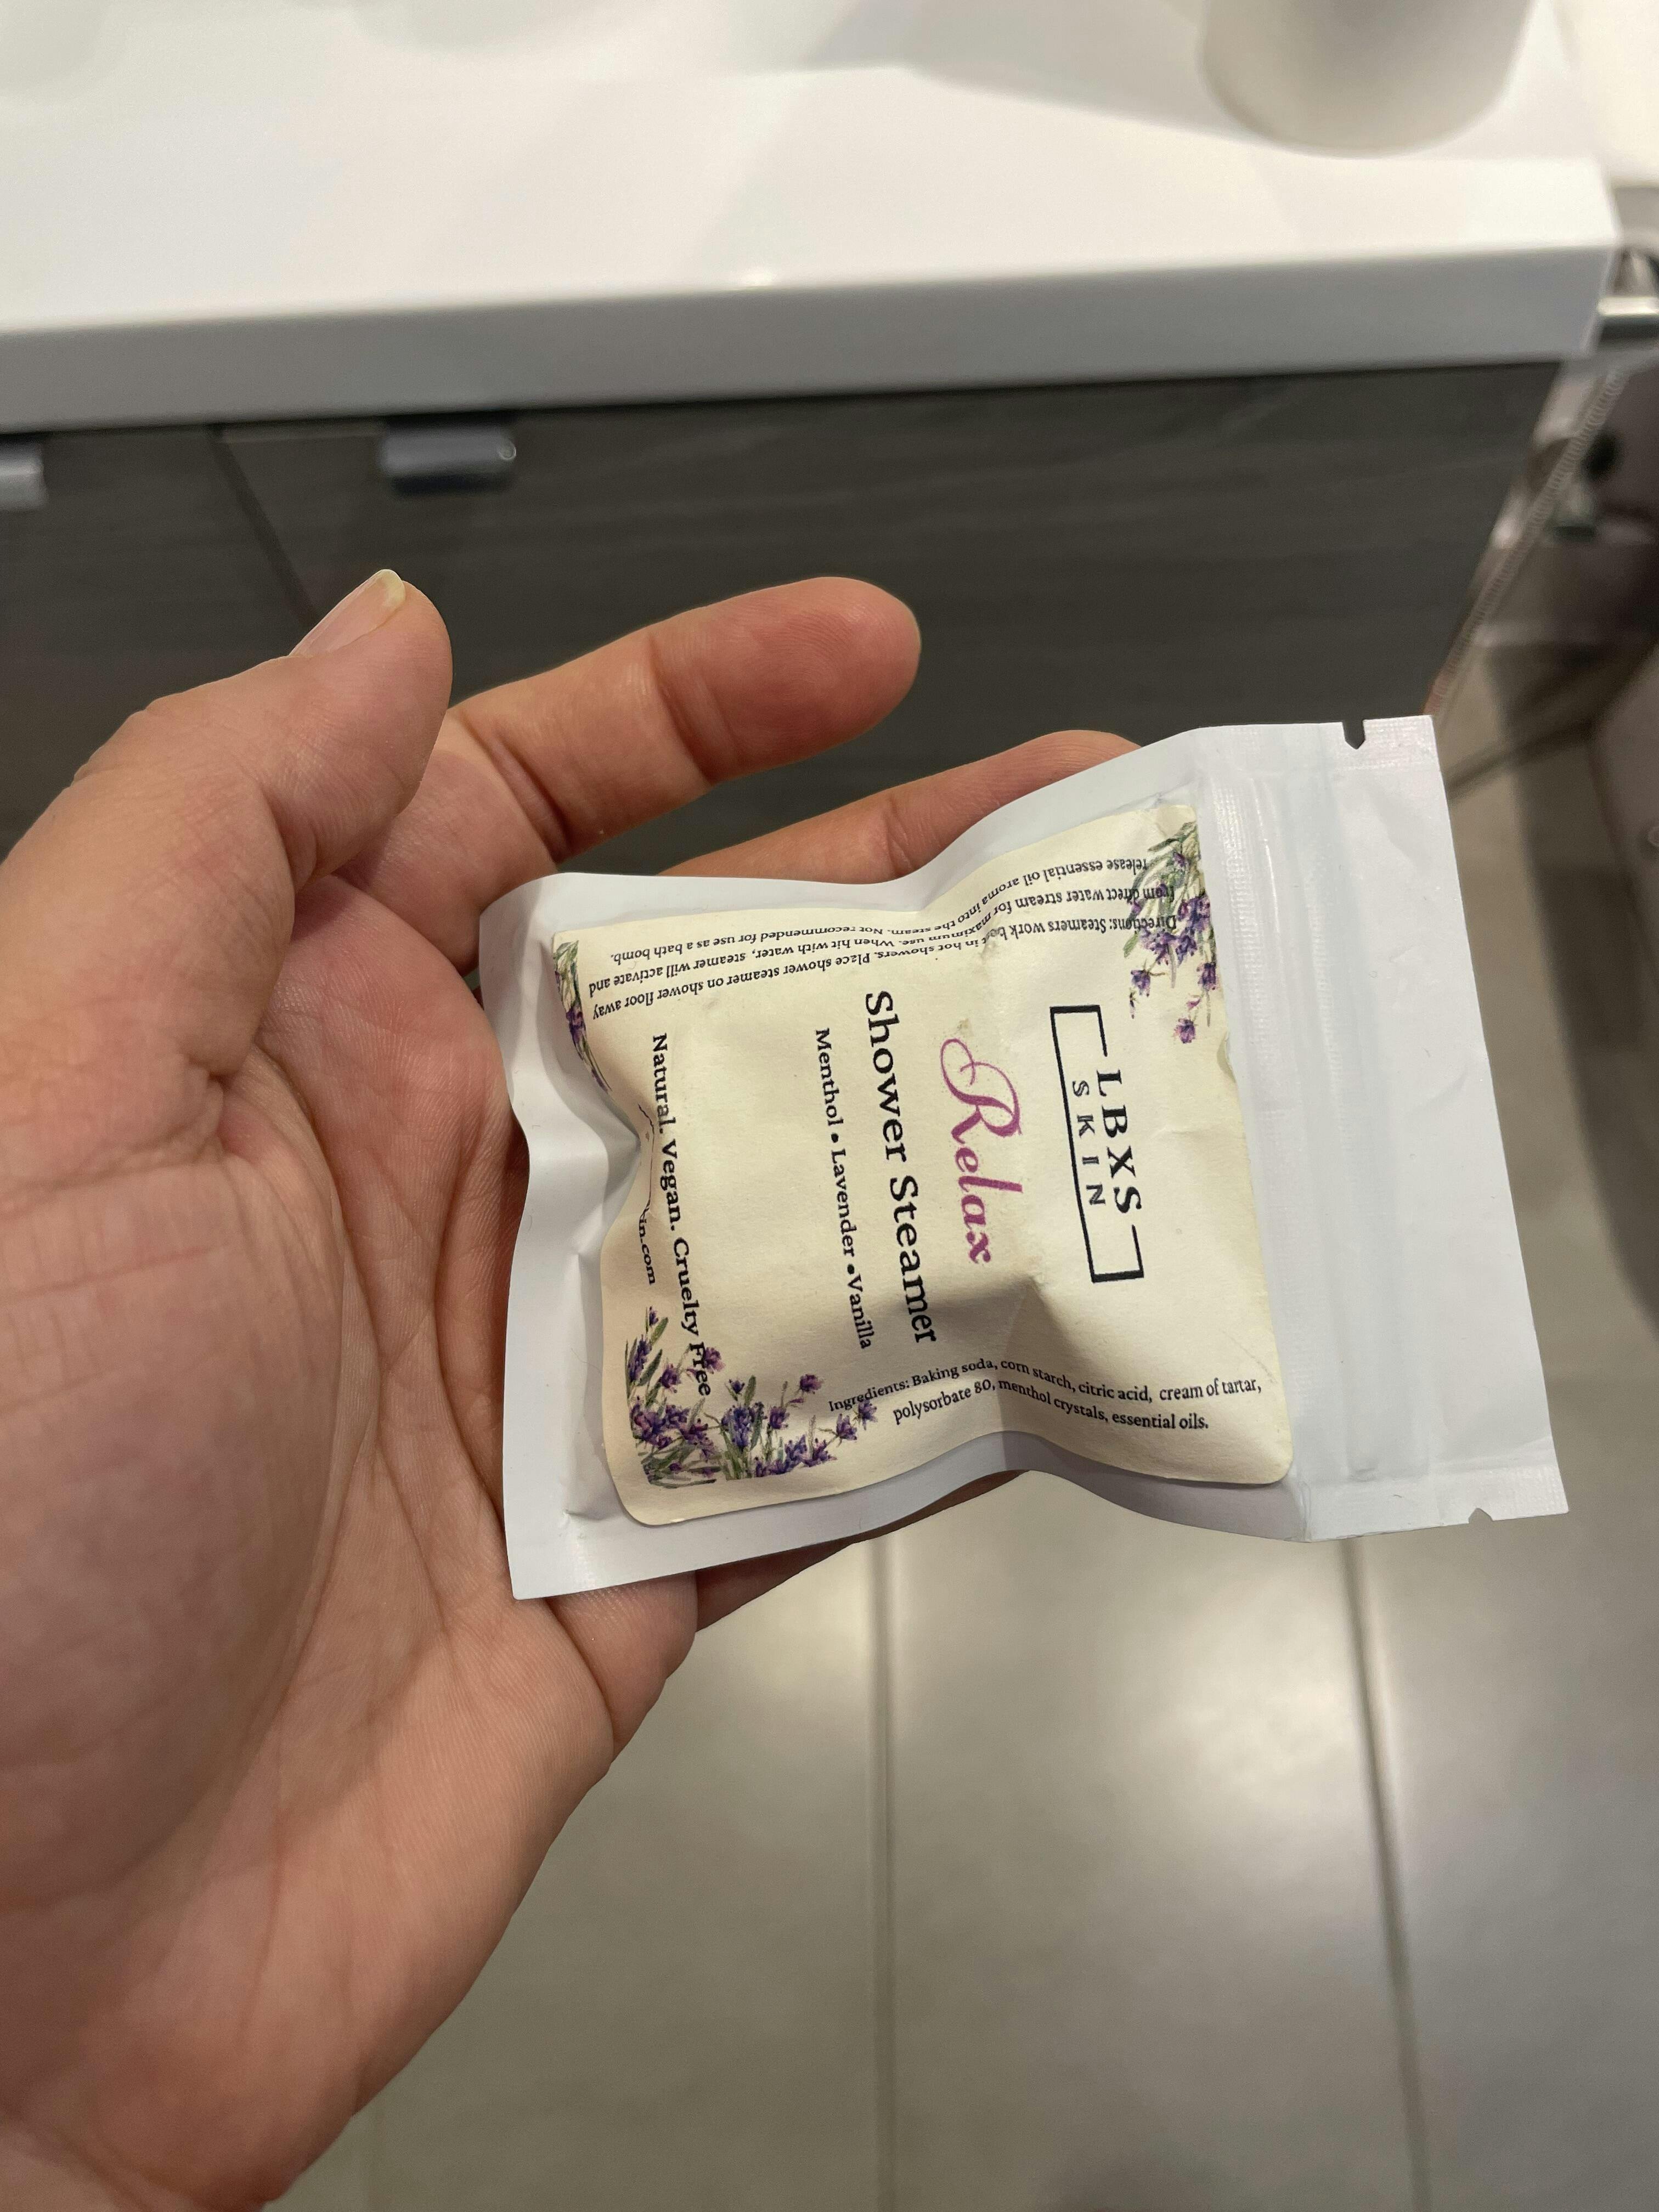 LBXS
SKIN
Relax
Shower Steamer
Menthol • Lavender • Vanilla
Natural. Vegan. Cruelty Free
in.com
Directions: Steamers work best in hot showers. Place shower steamer on shower floor away
from direct water stream for maximum use. When hit with water, steamer will activate and
release essential oil aroma into the steam. Not recommended for use as a bath bomb.
Ingredients: Baking soda, corn starch, citric acid, cream of tartar,
polysorbate 80, menthol crystals, essential oils.